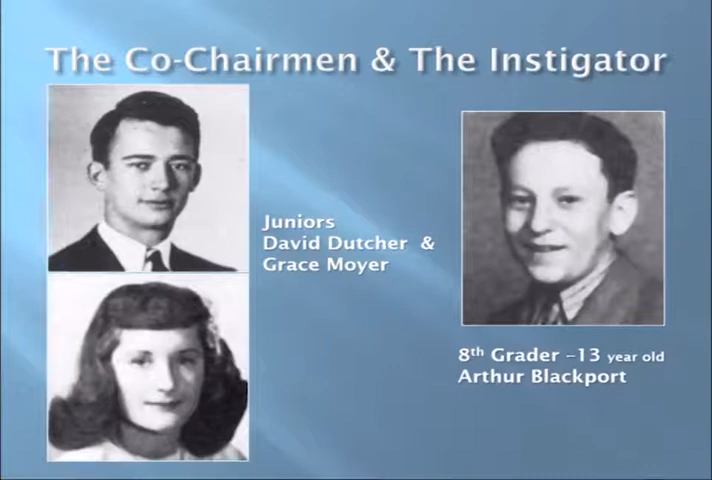 The Co-Chairmen & The Instigator
Juniors
David Dutcher &
Grace Moyer
8th Grader –13 year old
Arthur Blackport